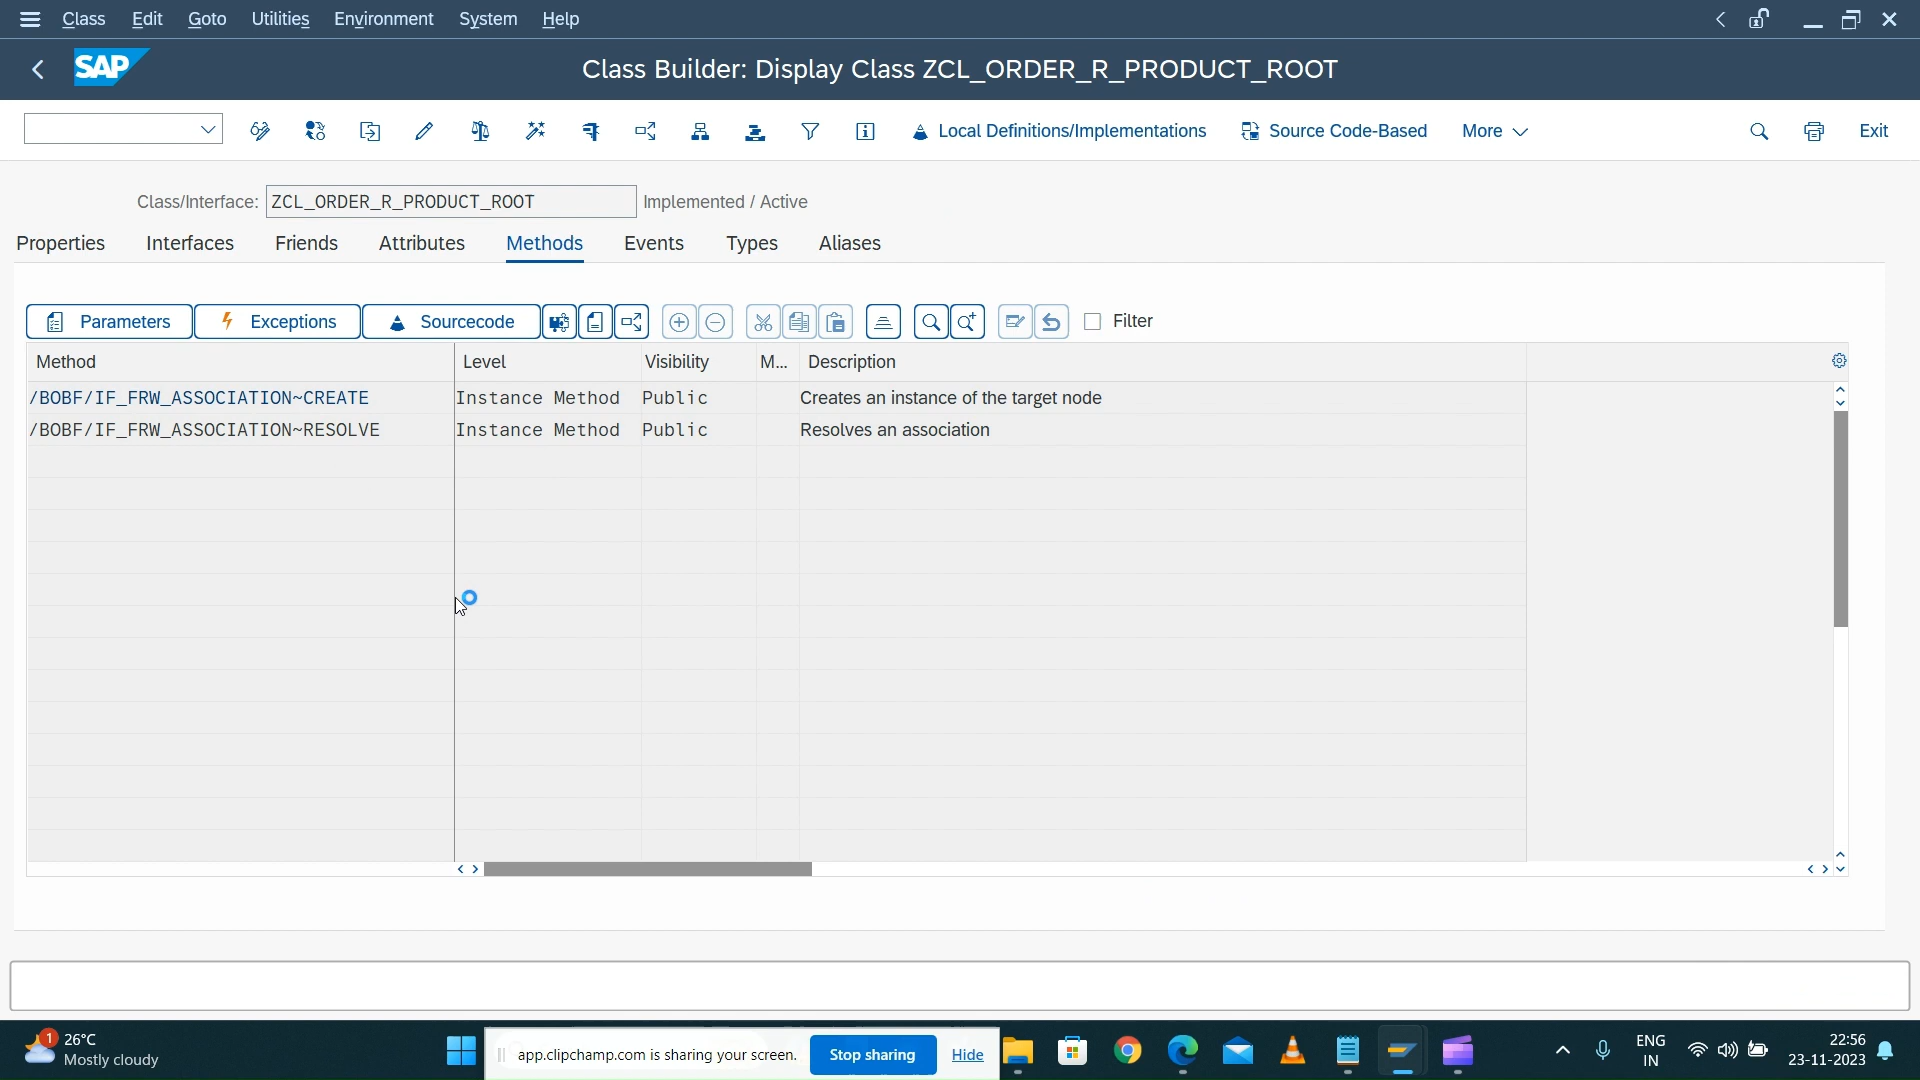 Class Edit Goto Utilities Environment System Help
SAP Class Builder: Display Class ZCL_ORDER_R_PRODUCT_ROOT
Local Definitions/Implementations Source Code-Based More Exit
Class/Interface: ZCL_ORDER_R_PRODUCT_ROOT Implemented / Active
Properties Interfaces Friends Attributes Methods Events Types Aliases
Parameters Exceptions Sourcecode Filter
Method Level Visibility M... Description
/BOBF/IF_FRW_ASSOCIATION~CREATE Instance Method Public Creates an instance of the target node
/BOBF/IF_FRW_ASSOCIATION~RESOLVE Instance Method Public Resolves an association
1 26°C
Mostly cloudy
app.clipchamp.com is sharing your screen. Stop sharing Hide
ENG
IN
22:56
23-11-2023